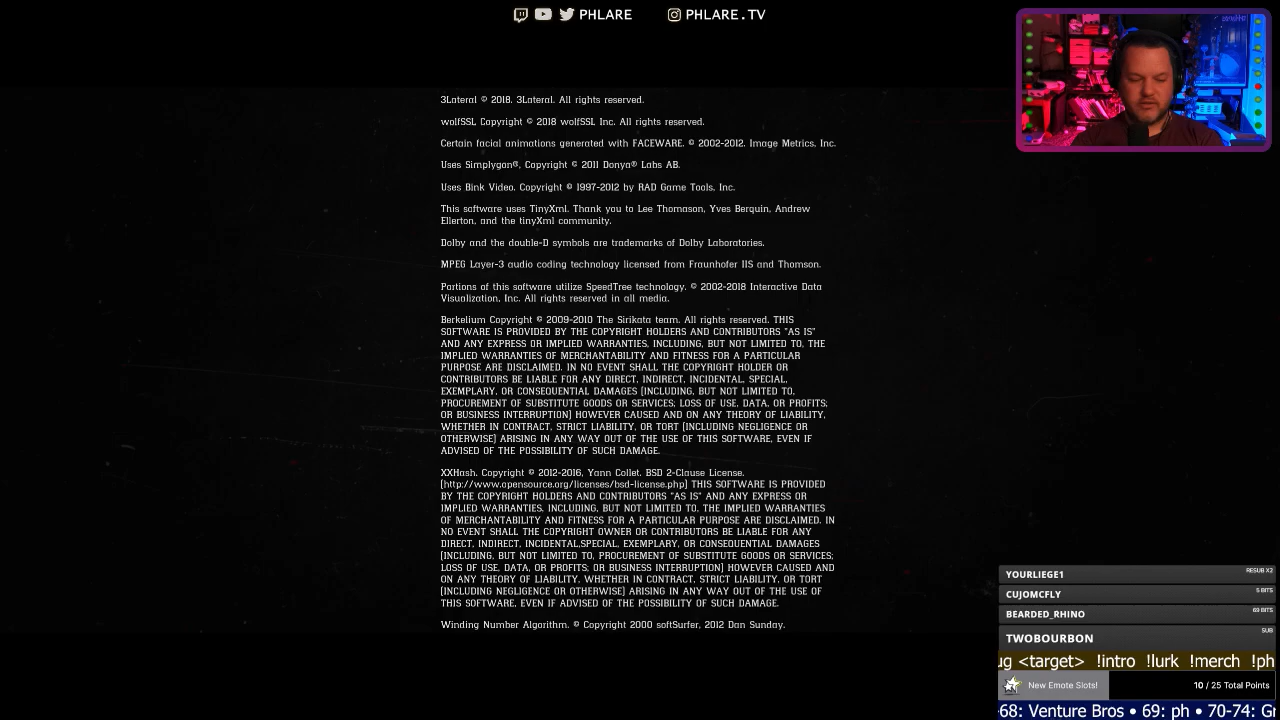 PHLARE PHLARE.TV
3Lateral © 2018. 3Lateral. All rights reserved.
wolfSSL Copyright © 2018 wolfSSL Inc. All rights reserved.
Certain facial animations generated with FACEWARE. © 2002-2012. Image Metrics, Inc.
Uses Simplygon®, Copyright © 2011 Donya® Labs AB.
Uses Bink Video. Copyright © 1997-2012 by RAD Game Tools, Inc.
This software uses TinyXml. Thank you to Lee Thomason, Yves Berquin, Andrew
Ellerton, and the tinyXml community.
Dolby and the double-D symbols are trademarks of Dolby Laboratories.
MPEG Layer-3 audio coding technology licensed from Fraunhofer IIS and Thomson.
Portions of this software utilize SpeedTree technology. © 2002-2018 Interactive Data
Visualization, Inc. All rights reserved in all media.
Berkelium Copyright © 2009-2010 The Sirikata team. All rights reserved. THIS
SOFTWARE IS PROVIDED BY THE COPYRIGHT HOLDERS AND CONTRIBUTORS "AS IS"
AND ANY EXPRESS OR IMPLIED WARRANTIES, INCLUDING, BUT NOT LIMITED TO, THE
IMPLIED WARRANTIES OF MERCHANTABILITY AND FITNESS FOR A PARTICULAR
PURPOSE ARE DISCLAIMED. IN NO EVENT SHALL THE COPYRIGHT HOLDER OR
CONTRIBUTORS BE LIABLE FOR ANY DIRECT, INDIRECT, INCIDENTAL, SPECIAL,
EXEMPLARY, OR CONSEQUENTIAL DAMAGES [INCLUDING, BUT NOT LIMITED TO,
PROCUREMENT OF SUBSTITUTE GOODS OR SERVICES; LOSS OF USE, DATA, OR PROFITS;
OR BUSINESS INTERRUPTION] HOWEVER CAUSED AND ON ANY THEORY OF LIABILITY,
WHETHER IN CONTRACT, STRICT LIABILITY, OR TORT [INCLUDING NEGLIGENCE OR
OTHERWISE] ARISING IN ANY WAY OUT OF THE USE OF THIS SOFTWARE, EVEN IF
ADVISED OF THE POSSIBILITY OF SUCH DAMAGE.
XXHash. Copyright © 2012-2016, Yann Collet. BSD 2-Clause License.
[http://www.opensource.org/licenses/bsd-license.php] THIS SOFTWARE IS PROVIDED
BY THE COPYRIGHT HOLDERS AND CONTRIBUTORS "AS IS" AND ANY EXPRESS OR
IMPLIED WARRANTIES, INCLUDING, BUT NOT LIMITED TO, THE IMPLIED WARRANTIES
OF MERCHANTABILITY AND FITNESS FOR A PARTICULAR PURPOSE ARE DISCLAIMED. IN
NO EVENT SHALL THE COPYRIGHT OWNER OR CONTRIBUTORS BE LIABLE FOR ANY
DIRECT, INDIRECT, INCIDENTAL,SPECIAL, EXEMPLARY, OR CONSEQUENTIAL DAMAGES
[INCLUDING, BUT NOT LIMITED TO, PROCUREMENT OF SUBSTITUTE GOODS OR SERVICES;
LOSS OF USE, DATA, OR PROFITS; OR BUSINESS INTERRUPTION] HOWEVER CAUSED AND
ON ANY THEORY OF LIABILITY, WHETHER IN CONTRACT, STRICT LIABILITY, OR TORT
[INCLUDING NEGLIGENCE OR OTHERWISE] ARISING IN ANY WAY OUT OF THE USE OF
THIS SOFTWARE, EVEN IF ADVISED OF THE POSSIBILITY OF SUCH DAMAGE.
Winding Number Algorithm. © Copyright 2000 softSurfer, 2012 Dan Sunday.
YOURLIEGE1 RESUB X2
CUJOMCFLY 5 BITS
BEARDED_RHINO 69 BITS
TWOBOURBON SUB
ug <target> !intro !lurk !merch !ph
New Emote Slots! 10 / 25 Total Points
-68: Venture Bros • 69: ph • 70-74: G